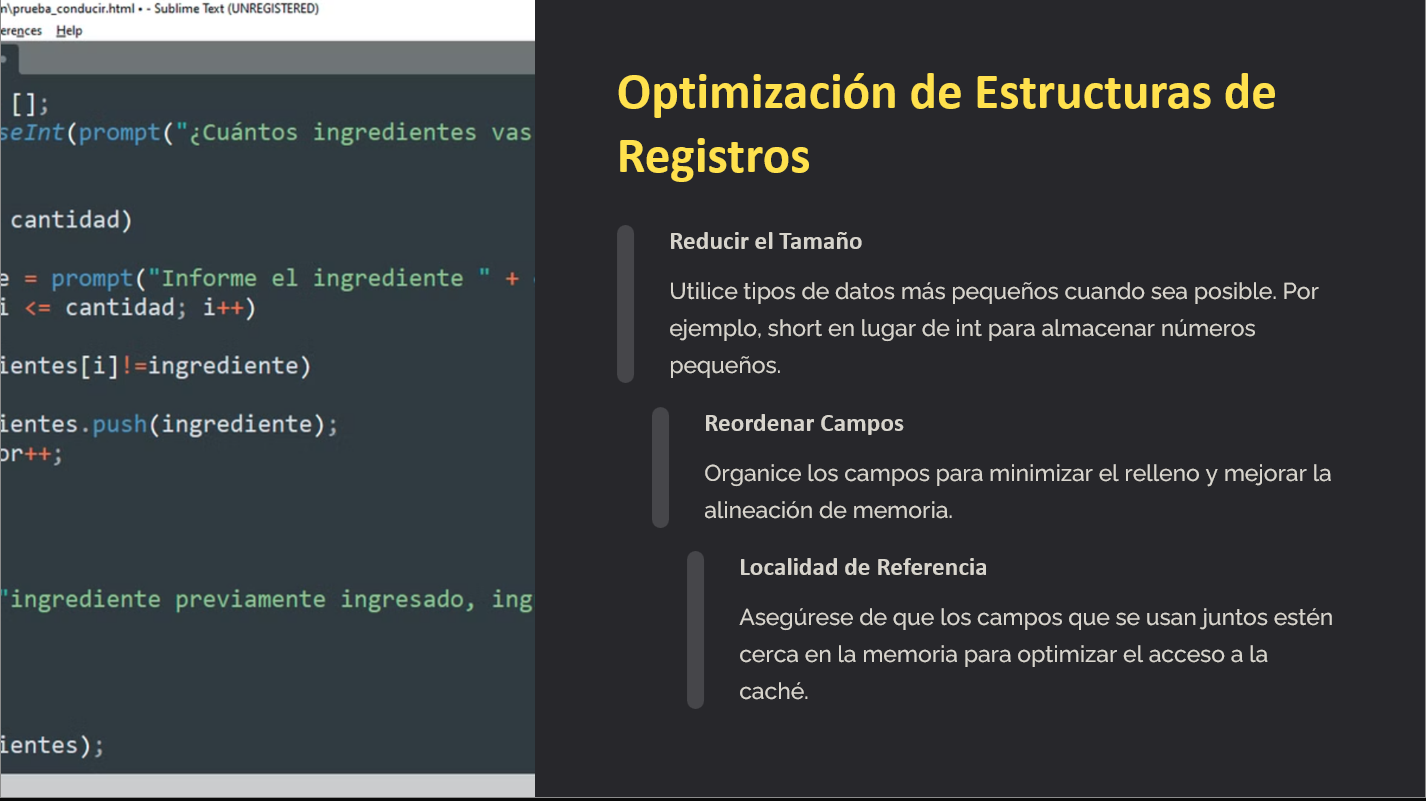 n\prueba_conducir.html • - Sublime Text (UNREGISTERED)
erences Help
[];
seInt(prompt("¿Cuántos ingredientes vas
cantidad)
e = prompt("Informe el ingrediente " +
i <= cantidad; i++)
ientes[i]!=ingrediente)
ientes.push(ingrediente);
or++;
"ingrediente previamente ingresado, ing
ientes);
Optimización de Estructuras de
Registros
Reducir el Tamaño
Utilice tipos de datos más pequeños cuando sea posible. Por
ejemplo, short en lugar de int para almacenar números
pequeños.
Reordenar Campos
Organice los campos para minimizar el relleno y mejorar la
alineación de memoria.
Localidad de Referencia
Asegúrese de que los campos que se usan juntos estén
cerca en la memoria para optimizar el acceso a la
caché.